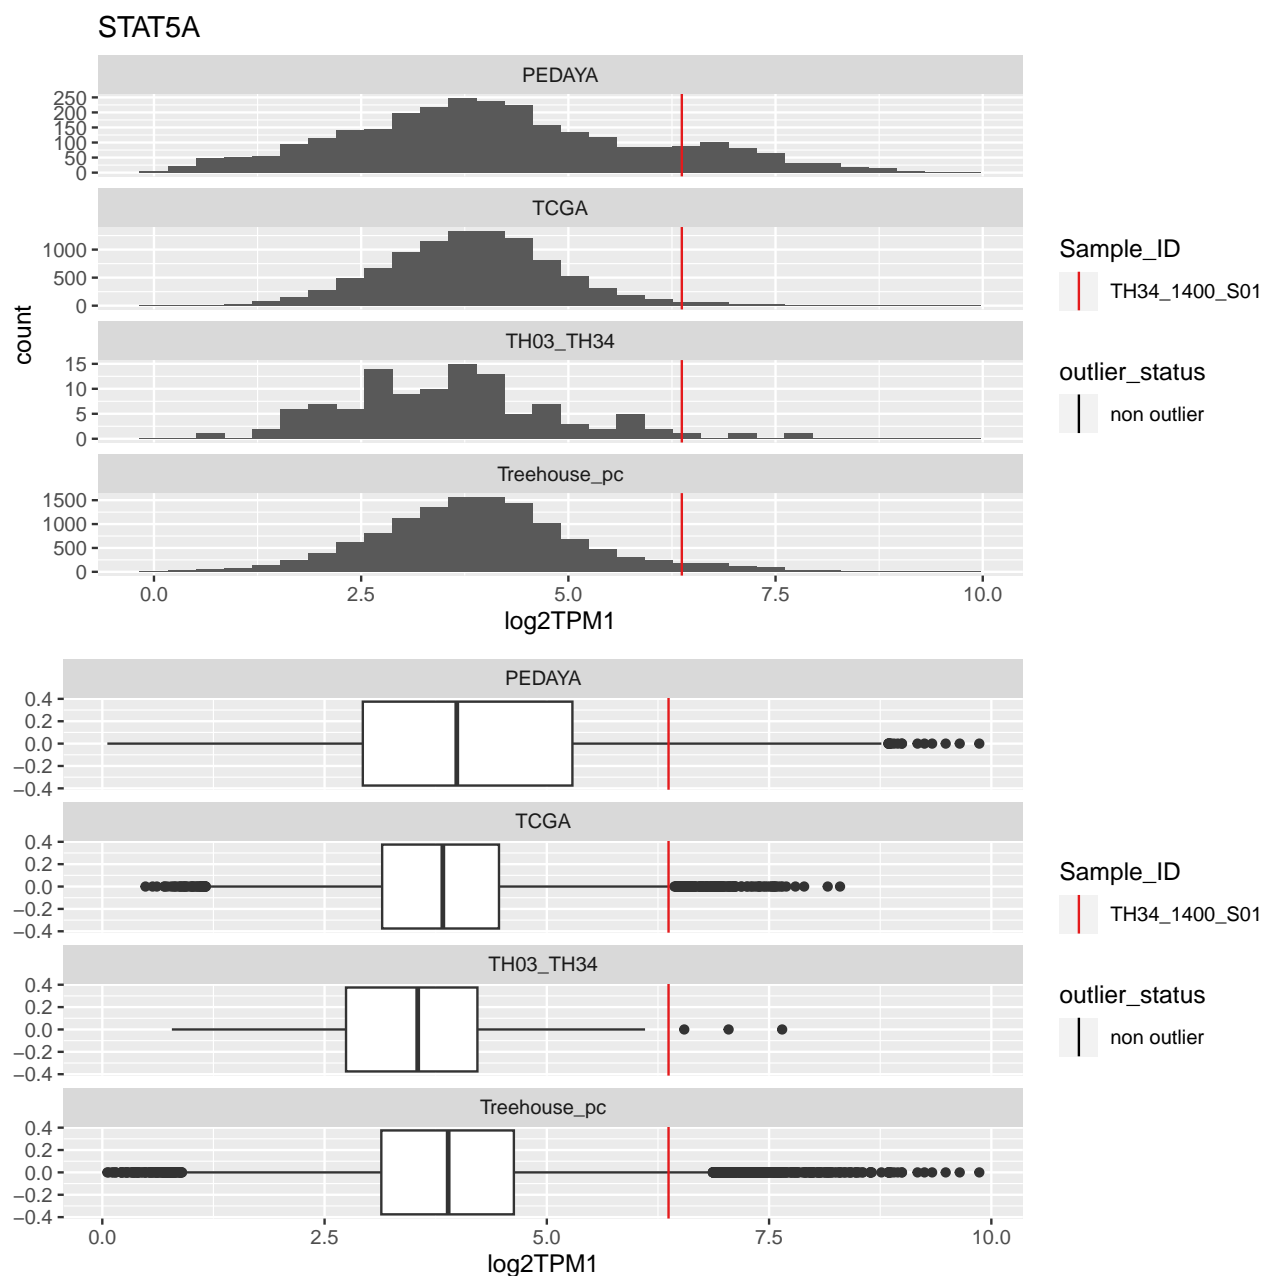 STAT5A
PEDAYA
250
200
150
100
50
0
TCGA
1000
500
0
TH03_TH34
15
10
5
0
Treehouse_pc
1500
1000
500
0
0.0 2.5 5.0 7.5 10.0
log2TPM1
count
Sample_ID
TH34_1400_S01
outlier_status
non outlier
PEDAYA
0.4
0.2
0.0
−0.2
−0.4
TCGA
0.4
0.2
0.0
−0.2
−0.4
TH03_TH34
0.4
0.2
0.0
−0.2
−0.4
Treehouse_pc
0.4
0.2
0.0
−0.2
−0.4
0.0 2.5 5.0 7.5 10.0
log2TPM1
Sample_ID
TH34_1400_S01
outlier_status
non outlier